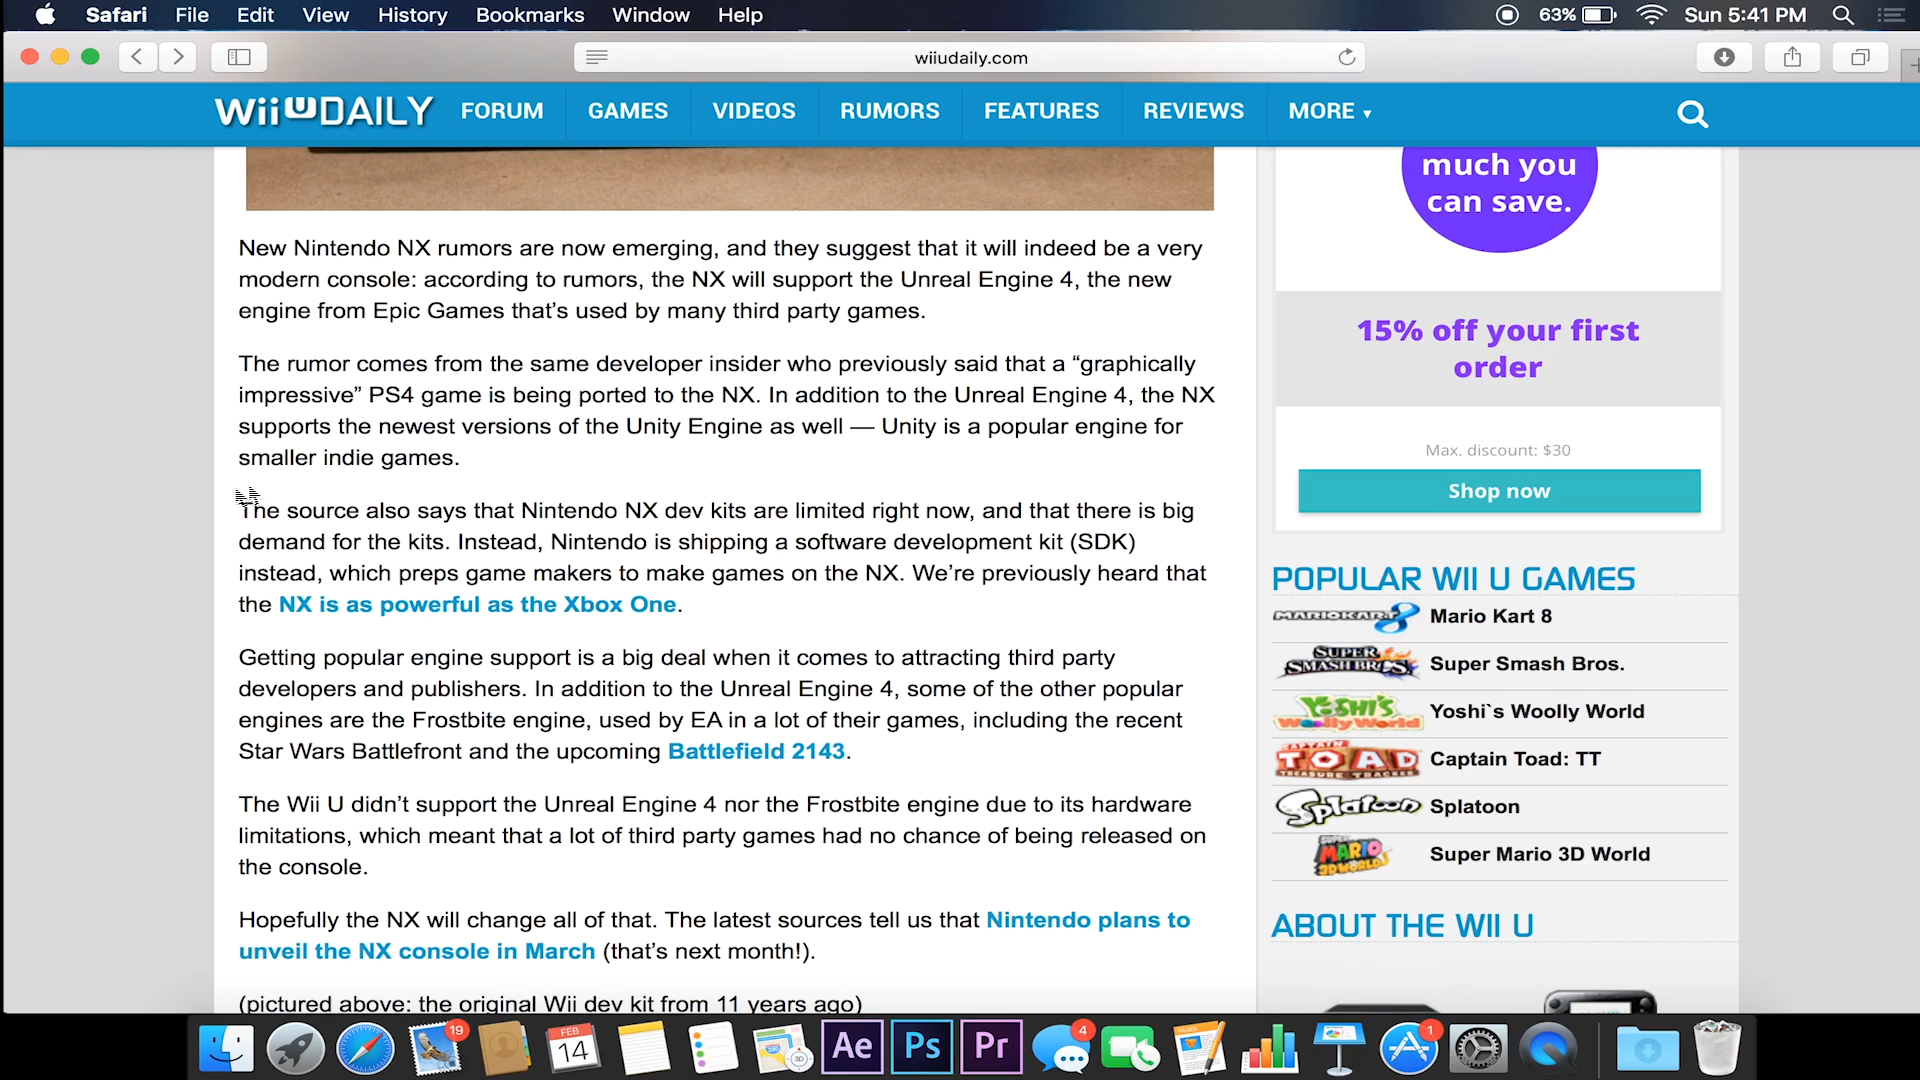 Safari File Edit View History Bookmarks Window Help 63% Sun 5:41 PM
wiiudaily.com
WiiU DAILY FORUM GAMES VIDEOS RUMORS FEATURES REVIEWS MORE ▾
New Nintendo NX rumors are now emerging, and they suggest that it will indeed be a very
modern console: according to rumors, the NX will support the Unreal Engine 4, the new
engine from Epic Games that’s used by many third party games.
The rumor comes from the same developer insider who previously said that a “graphically
impressive” PS4 game is being ported to the NX. In addition to the Unreal Engine 4, the NX
supports the newest versions of the Unity Engine as well — Unity is a popular engine for
smaller indie games.
The source also says that Nintendo NX dev kits are limited right now, and that there is big
demand for the kits. Instead, Nintendo is shipping a software development kit (SDK)
instead, which preps game makers to make games on the NX. We’re previously heard that
the NX is as powerful as the Xbox One.
Getting popular engine support is a big deal when it comes to attracting third party
developers and publishers. In addition to the Unreal Engine 4, some of the other popular
engines are the Frostbite engine, used by EA in a lot of their games, including the recent
Star Wars Battlefront and the upcoming Battlefield 2143.
The Wii U didn’t support the Unreal Engine 4 nor the Frostbite engine due to its hardware
limitations, which meant that a lot of third party games had no chance of being released on
the console.
Hopefully the NX will change all of that. The latest sources tell us that Nintendo plans to
unveil the NX console in March (that’s next month!).
(pictured above: the original Wii dev kit from 11 years ago)
much you
can save.
15% off your first
order
Max. discount: $30
Shop now
POPULAR WII U GAMES
MARIOKART 8 Mario Kart 8
SUPER SMASH BROS. Super Smash Bros.
YOSHI'S Woolly World Yoshi`s Woolly World
CAPTAIN TOAD TREASURE TRACKER Captain Toad: TT
Splatoon Splatoon
SUPER MARIO 3D WORLD Super Mario 3D World
ABOUT THE WII U
19
FEB
14
3D
Ae
Ps
Pr
4
PAGES
1